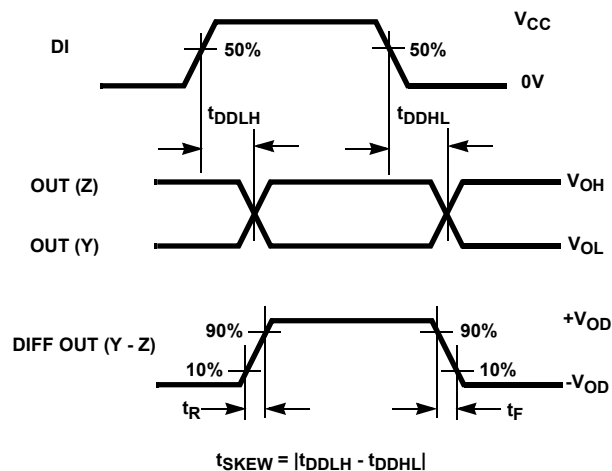 DI
50%
50%
VCC
0V
tDDLH
tDDHL
OUT (Z)
VOH
OUT (Y)
VOL
DIFF OUT (Y - Z)
90%
90%
+VOD
10%
10%
-VOD
tR
tF
tSKEW = |tDDLH - tDDHL|